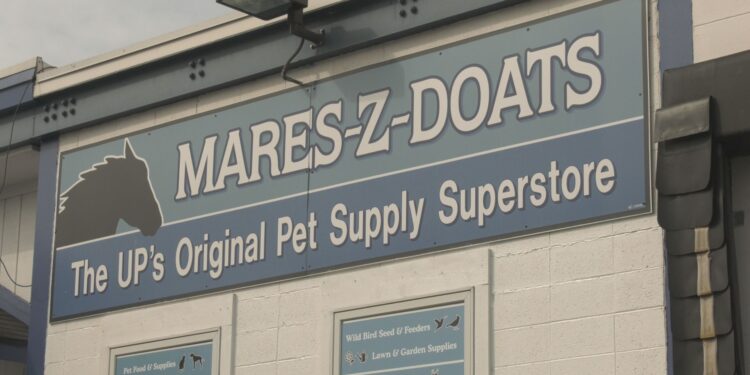 MARES-Z-DOATS
The UP's Original Pet Supply Superstore
Wild Bird Seed & Feeders
Lawn & Garden Supplies
Pet Food & Supplies